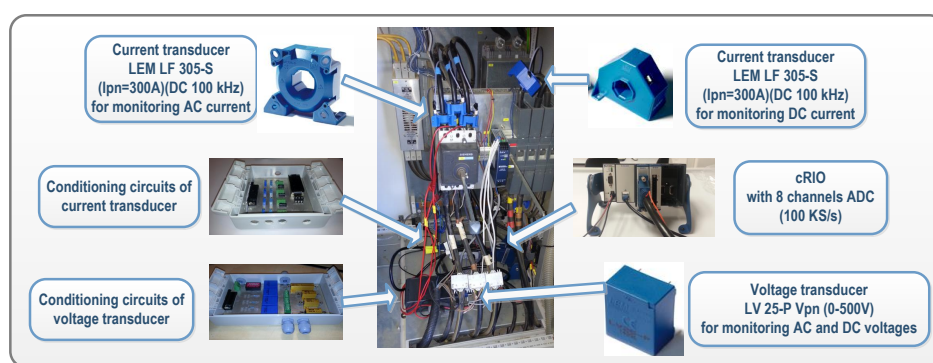 Current transducer
LEM LF 305-S
(Ipn=300A)(DC 100 kHz)
for monitoring AC current
Current transducer
LEM LF 305-S
(Ipn=300A)(DC 100 kHz)
for monitoring DC current
Conditioning circuits of
current transducer
cRIO
with 8 channels ADC
(100 KS/s)
Conditioning circuits of
voltage transducer
Voltage transducer
LV 25-P Vpn (0-500V)
for monitoring AC and DC voltages